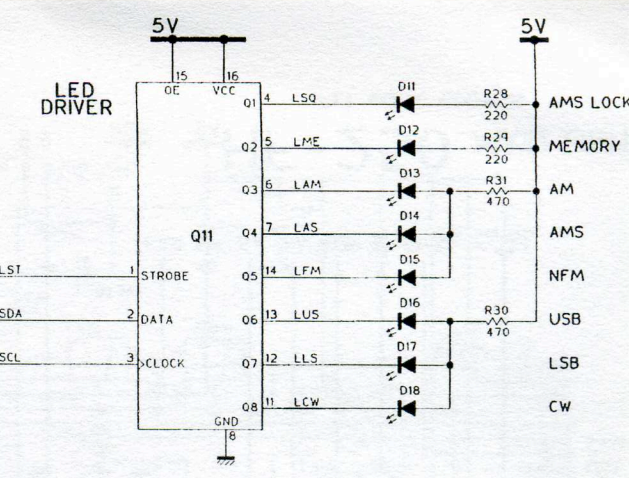 5V 5V
LED
DRIVER
15 16
OE VCC
Q1 4 LSQ D11 R28 220 AMS LOCK
Q2 5 LME D12 R29 220 MEMORY
Q3 6 LAM D13 R31 470 AM
Q11 Q4 7 LAS D14 AMS
LST 1 STROBE Q5 14 LFM D15 NFM
SDA 2 DATA Q6 13 LUS D16 R30 470 USB
SCL 3 CLOCK Q7 12 LLS D17 LSB
Q8 11 LCW D18 CW
GND
8